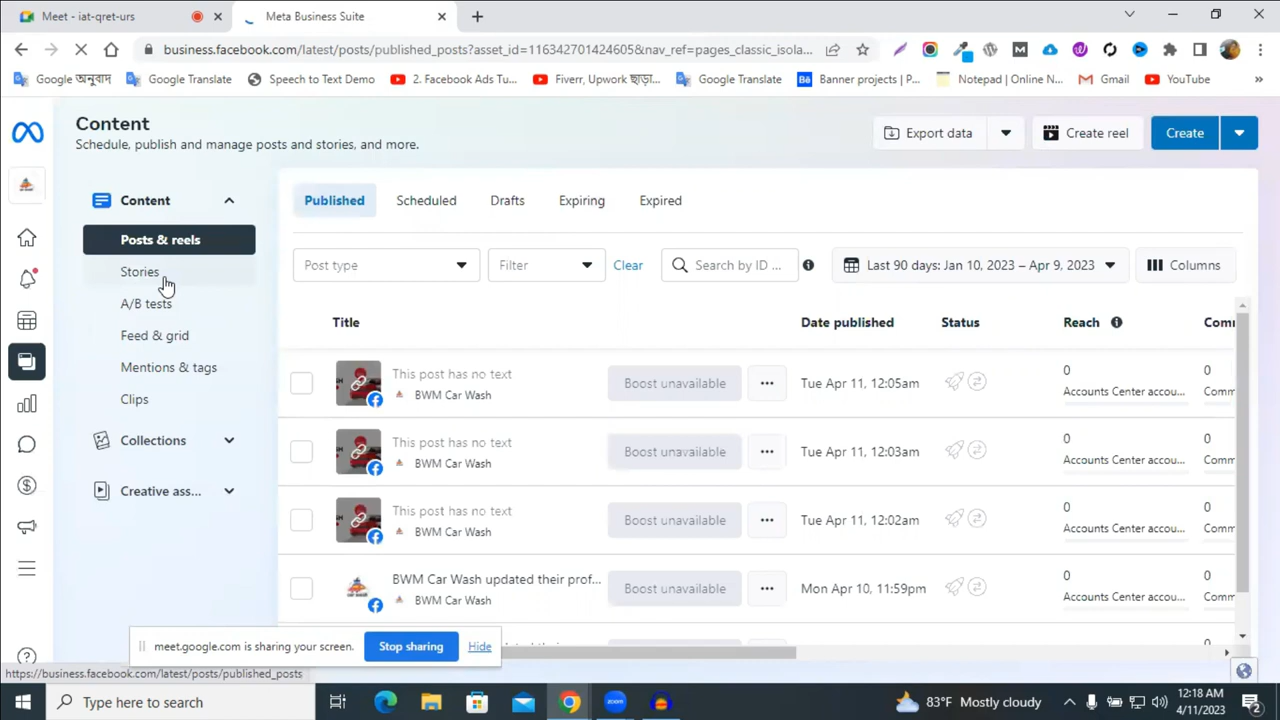 Meet - iat-qret-urs
Meta Business Suite
business.facebook.com/latest/posts/published_posts?asset_id=116342701424605&nav_ref=pages_classic_isola...
Google অনুবাদ
Google Translate
Speech to Text Demo
2. Facebook Ads Tu...
Fiverr, Upwork ছাড়া...
Google Translate
Banner projects | P...
Notepad | Online N...
Gmail
YouTube
Content
Schedule, publish and manage posts and stories, and more.
Export data
Create reel
Create
Content
Posts & reels
Stories
A/B tests
Feed & grid
Mentions & tags
Clips
Collections
Creative ass...
Published
Scheduled
Drafts
Expiring
Expired
Post type
Filter
Clear
Search by ID ...
Last 90 days: Jan 10, 2023 – Apr 9, 2023
Columns
Title
Date published
Status
Reach
Comm
This post has no text
BWM Car Wash
Boost unavailable
Tue Apr 11, 12:05am
0
Accounts Center accou...
0
Comm
This post has no text
BWM Car Wash
Boost unavailable
Tue Apr 11, 12:03am
0
Accounts Center accou...
0
Comm
This post has no text
BWM Car Wash
Boost unavailable
Tue Apr 11, 12:02am
0
Accounts Center accou...
0
Comm
BWM Car Wash updated their prof...
BWM Car Wash
Boost unavailable
Mon Apr 10, 11:59pm
0
Accounts Center accou...
0
Comm
meet.google.com is sharing your screen.
Stop sharing
Hide
https://business.facebook.com/latest/posts/published_posts
Type here to search
zoom
83°F Mostly cloudy
12:18 AM
4/11/2023
2